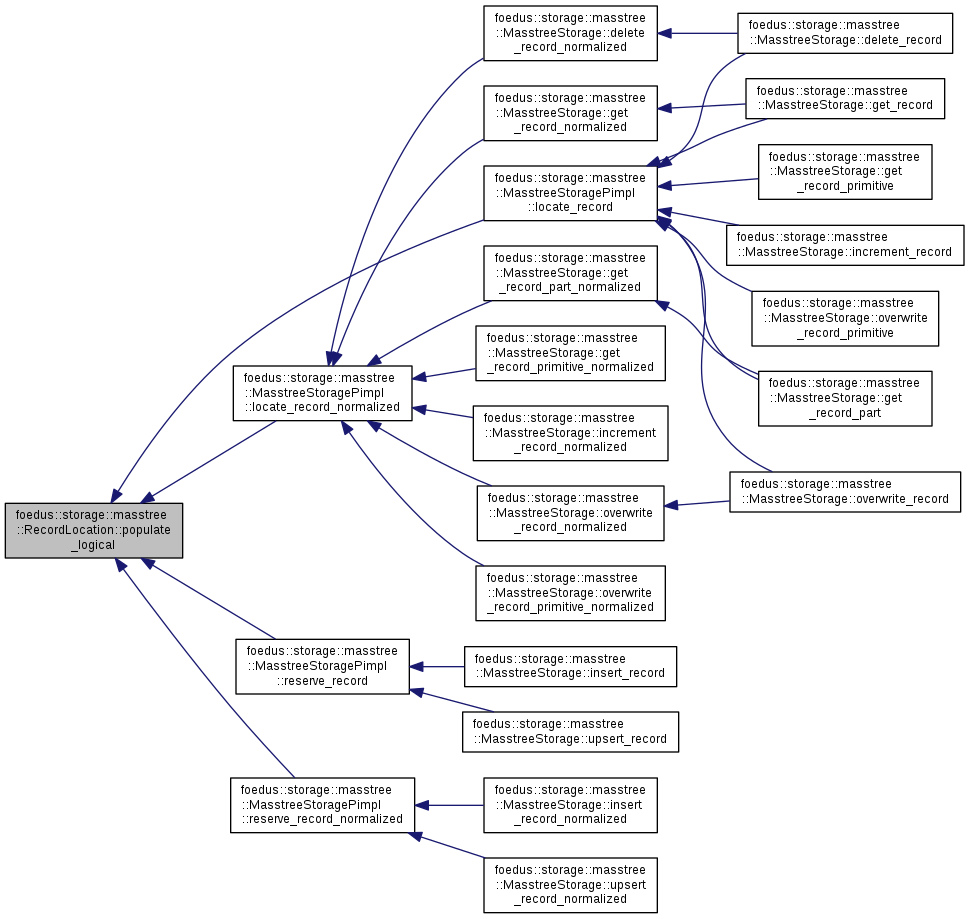 foedus::storage::masstree
::RecordLocation::populate
_logical
foedus::storage::masstree
::MasstreeStoragePimpl
::locate_record_normalized
foedus::storage::masstree
::MasstreeStoragePimpl
::reserve_record
foedus::storage::masstree
::MasstreeStoragePimpl
::reserve_record_normalized
foedus::storage::masstree
::MasstreeStorage::delete
_record_normalized
foedus::storage::masstree
::MasstreeStorage::get
_record_normalized
foedus::storage::masstree
::MasstreeStoragePimpl
::locate_record
foedus::storage::masstree
::MasstreeStorage::get
_record_part_normalized
foedus::storage::masstree
::MasstreeStorage::get
_record_primitive_normalized
foedus::storage::masstree
::MasstreeStorage::increment
_record_normalized
foedus::storage::masstree
::MasstreeStorage::overwrite
_record_normalized
foedus::storage::masstree
::MasstreeStorage::overwrite
_record_primitive_normalized
foedus::storage::masstree
::MasstreeStorage::insert_record
foedus::storage::masstree
::MasstreeStorage::upsert_record
foedus::storage::masstree
::MasstreeStorage::insert
_record_normalized
foedus::storage::masstree
::MasstreeStorage::upsert
_record_normalized
foedus::storage::masstree
::MasstreeStorage::delete_record
foedus::storage::masstree
::MasstreeStorage::get_record
foedus::storage::masstree
::MasstreeStorage::get
_record_primitive
foedus::storage::masstree
::MasstreeStorage::increment_record
foedus::storage::masstree
::MasstreeStorage::overwrite
_record_primitive
foedus::storage::masstree
::MasstreeStorage::get
_record_part
foedus::storage::masstree
::MasstreeStorage::overwrite_record